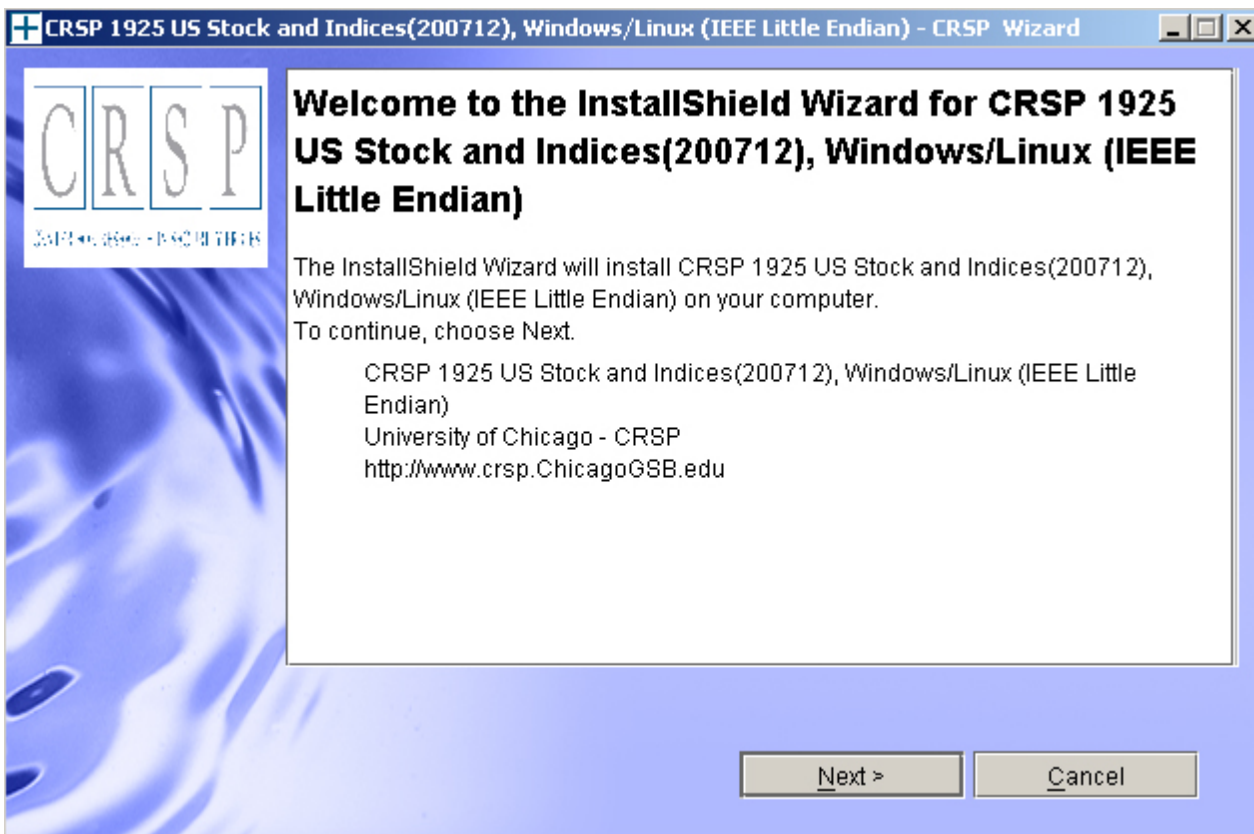 CRSP 1925 US Stock and Indices(200712), Windows/Linux (IEEE Little Endian) - CRSP Wizard
CRSP
Welcome to the InstallShield Wizard for CRSP 1925
US Stock and Indices(200712), Windows/Linux (IEEE
Little Endian)
The InstallShield Wizard will install CRSP 1925 US Stock and Indices(200712),
Windows/Linux (IEEE Little Endian) on your computer.
To continue, choose Next.
CRSP 1925 US Stock and Indices(200712), Windows/Linux (IEEE Little
Endian)
University of Chicago - CRSP
http://www.crsp.ChicagoGSB.edu
Next >
Cancel